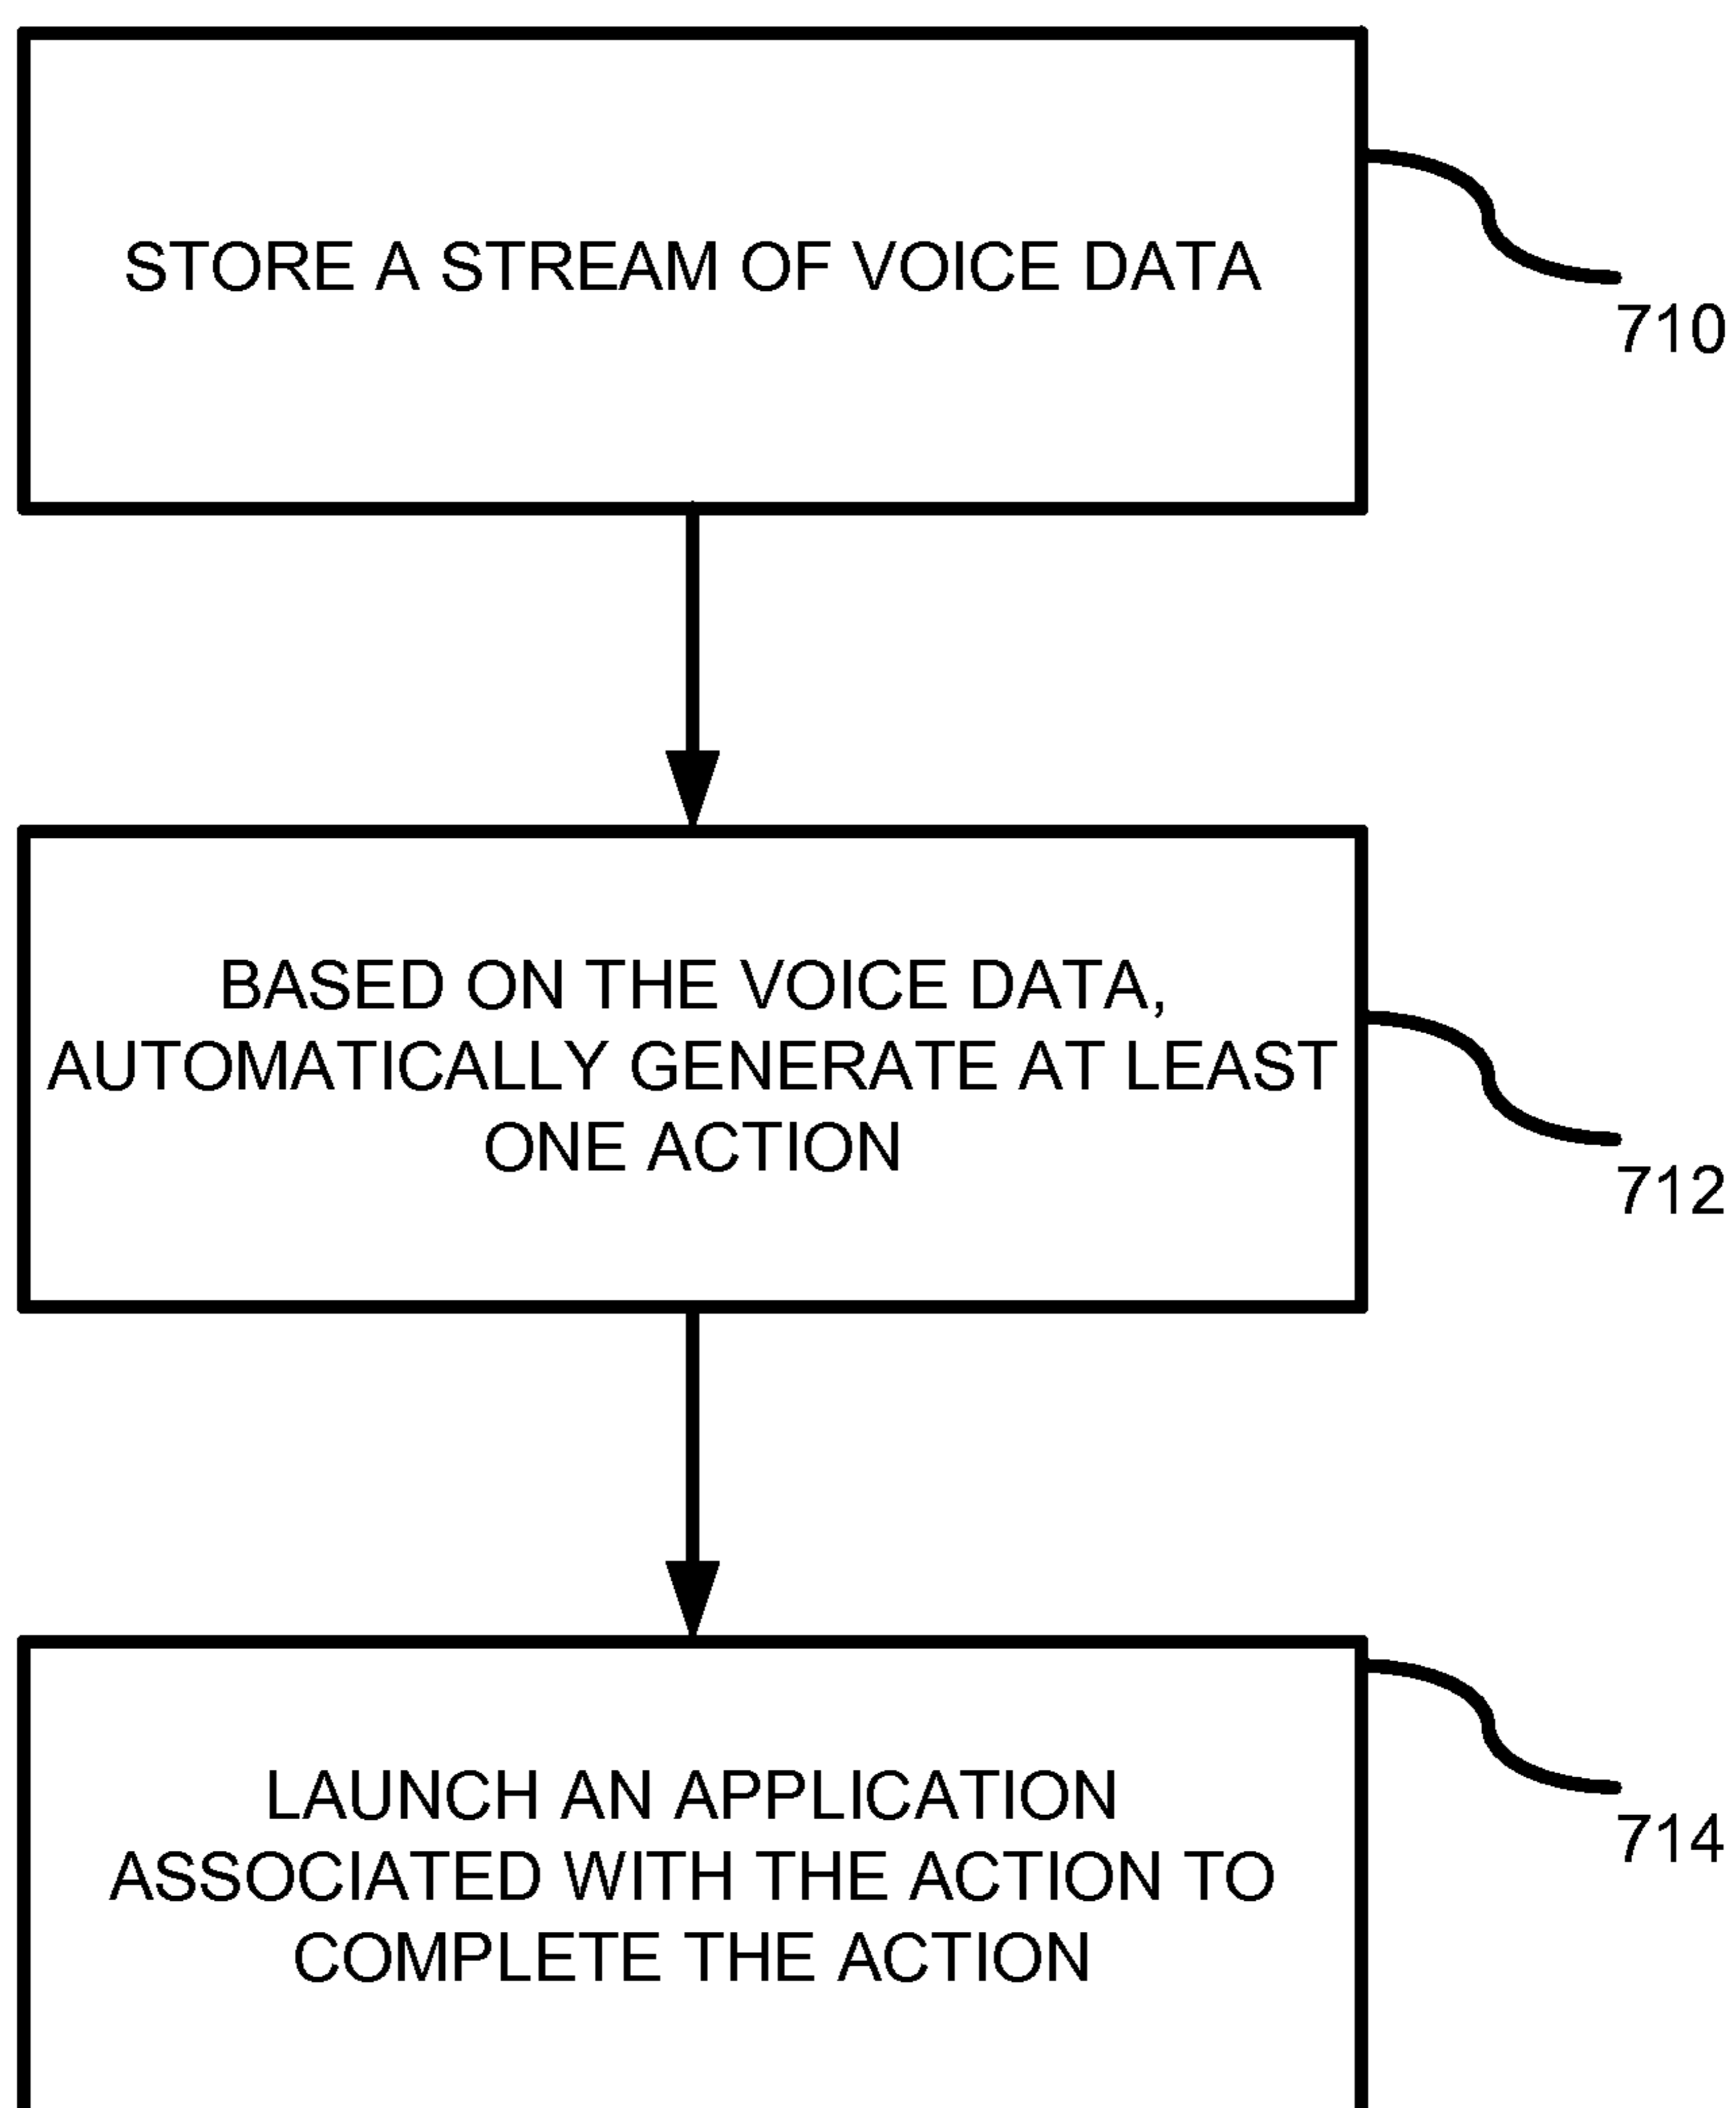 STORE A STREAM OF VOICE DATA
710
BASED ON THE VOICE DATA,
AUTOMATICALLY GENERATE AT LEAST
ONE ACTION
712
LAUNCH AN APPLICATION
ASSOCIATED WITH THE ACTION TO
COMPLETE THE ACTION
714